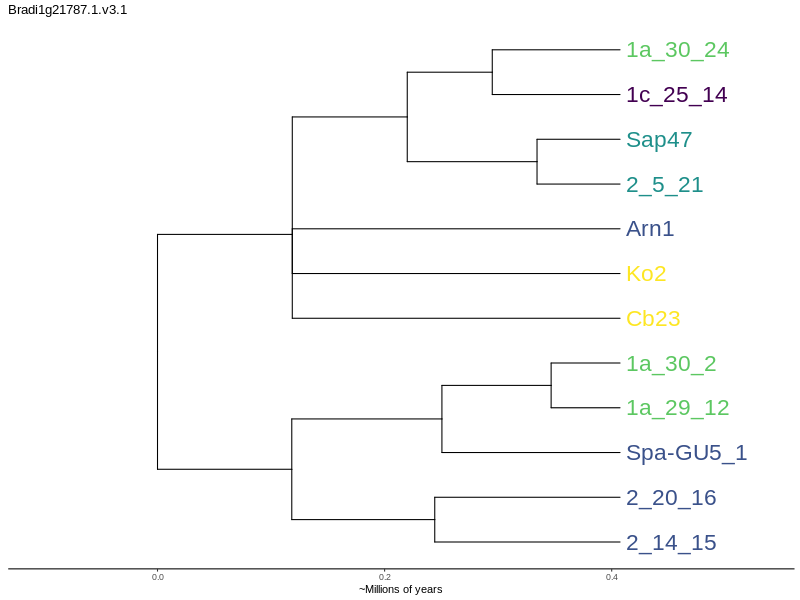 Bradi1g21787.1.v3.1
1a_30_24
1c_25_14
Sap47
2_5_21
Arn1
Ko2
Cb23
1a_30_2
1a_29_12
Spa-GU5_1
2_20_16
2_14_15
0.0 0.2 0.4
~Millions of years